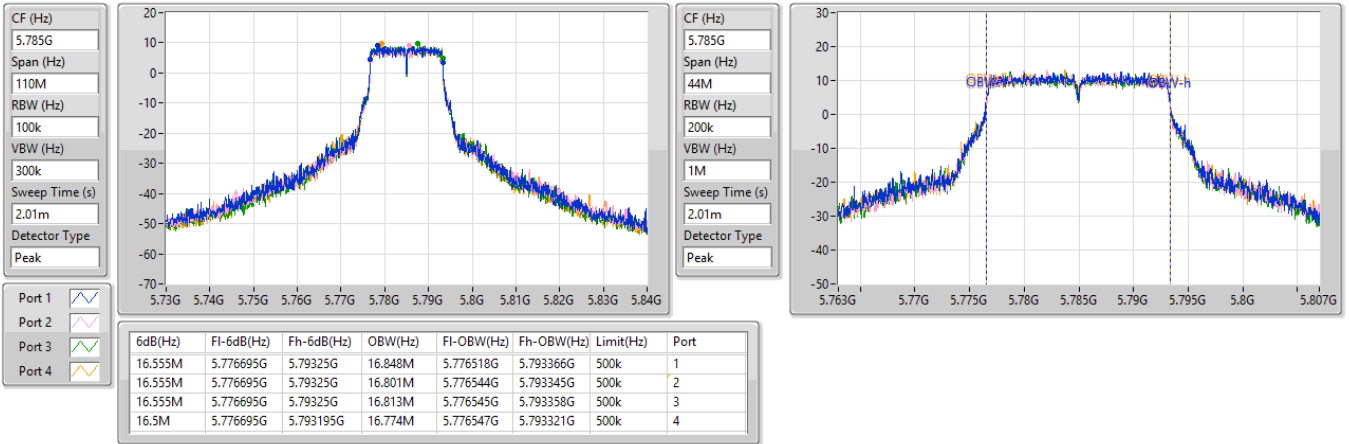 CF (Hz)
5.785G
Span (Hz)
110M
RBW (Hz)
100k
VBW (Hz)
300k
Sweep Time (s)
2.01m
Detector Type
Peak
20
10
0
-10
-20
-30
-40
-50
-60
-70
5.73G 5.74G 5.75G 5.76G 5.77G 5.78G 5.79G 5.80G 5.81G 5.82G 5.83G 5.84G
CF (Hz)
5.785G
Span (Hz)
44M
RBW (Hz)
200k
VBW (Hz)
1M
Sweep Time (s)
2.01m
Detector Type
Peak
30
20
10
0
-10
-20
-30
-40
-50
5.763G 5.77G 5.775G 5.78G 5.785G 5.79G 5.795G 5.8G 5.807G
Port 1
Port 2
Port 3
Port 4
6dB(Hz) Fl-6dB(Hz) Fh-6dB(Hz) OBW(Hz) Fl-OBW(Hz) Fh-OBW(Hz) Limit(Hz) Port
16.555M 5.776695G 5.79325G 16.848M 5.776518G 5.793366G 500k 1
16.555M 5.776695G 5.79325G 16.801M 5.776544G 5.793345G 500k 2
16.555M 5.776695G 5.79325G 16.813M 5.776545G 5.793358G 500k 3
16.5M 5.776695G 5.793195G 16.774M 5.776547G 5.793321G 500k 4